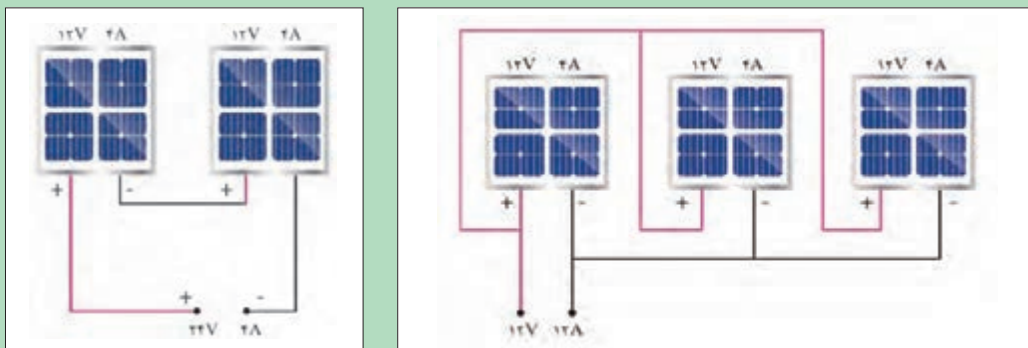 ۱۲V ۴A ۱۲V ۴A
+ - +
+ -
۲۴V ۴A
۱۲V ۴A ۱۲V ۴A ۱۲V ۴A
+ - + - + -
۱۲V ۱۲A